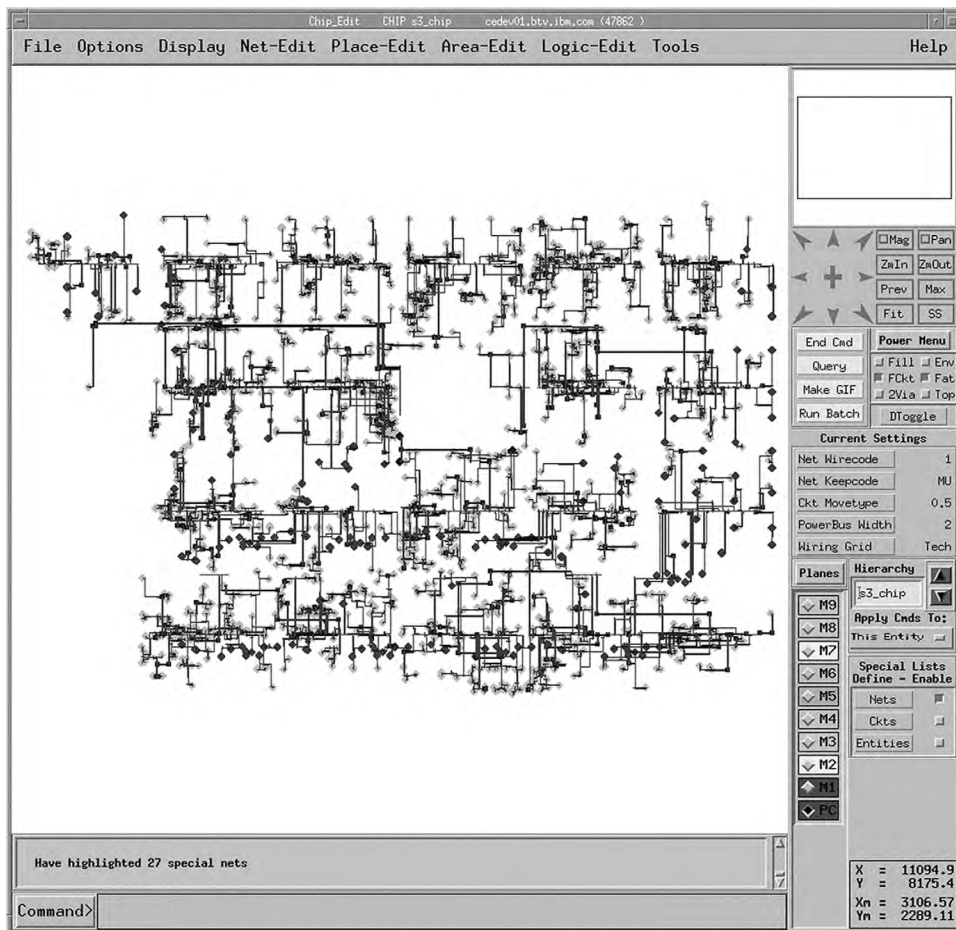 Chip_Edit CHIP s3_chip cedev01.btv.ibm.com (47862 )
File Options Display Net-Edit Place-Edit Area-Edit Logic-Edit Tools Help
Mag Pan
ZmIn ZmOut
Prev Max
Fit SS
End Cmd
Query
Make GIF
Run Batch
Power Menu
Fill Env
FCkt Fat
2Via Top
DToggle
Current Settings
Net Wirecode 1
Net Keepcode MU
Ckt Movetype 0.5
PowerBus Width 2
Wiring Grid Tech
Planes
M9
M8
M7
M6
M5
M4
M3
M2
M1
PC
Hierarchy
s3_chip
Apply Cmds To:
This Entity
Special Lists
Define - Enable
Nets
Ckts
Entities
Have highlighted 27 special nets
Command>
X = 11094.9
Y = 8175.4
Xm = 3106.57
Ym = 2289.11